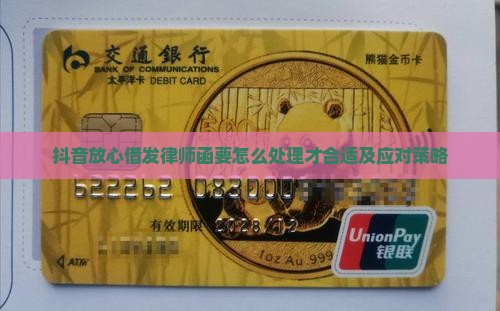 交通銀行
BANK OF COMMUNICATIONS
太平洋卡 DEBIT CARD
熊猫金币卡
抖音放心借发律师函要怎么处理才合适及应对策略
622262 083000
有效期限 2028/12
1oz Au .999
ATM
UnionPay
银联